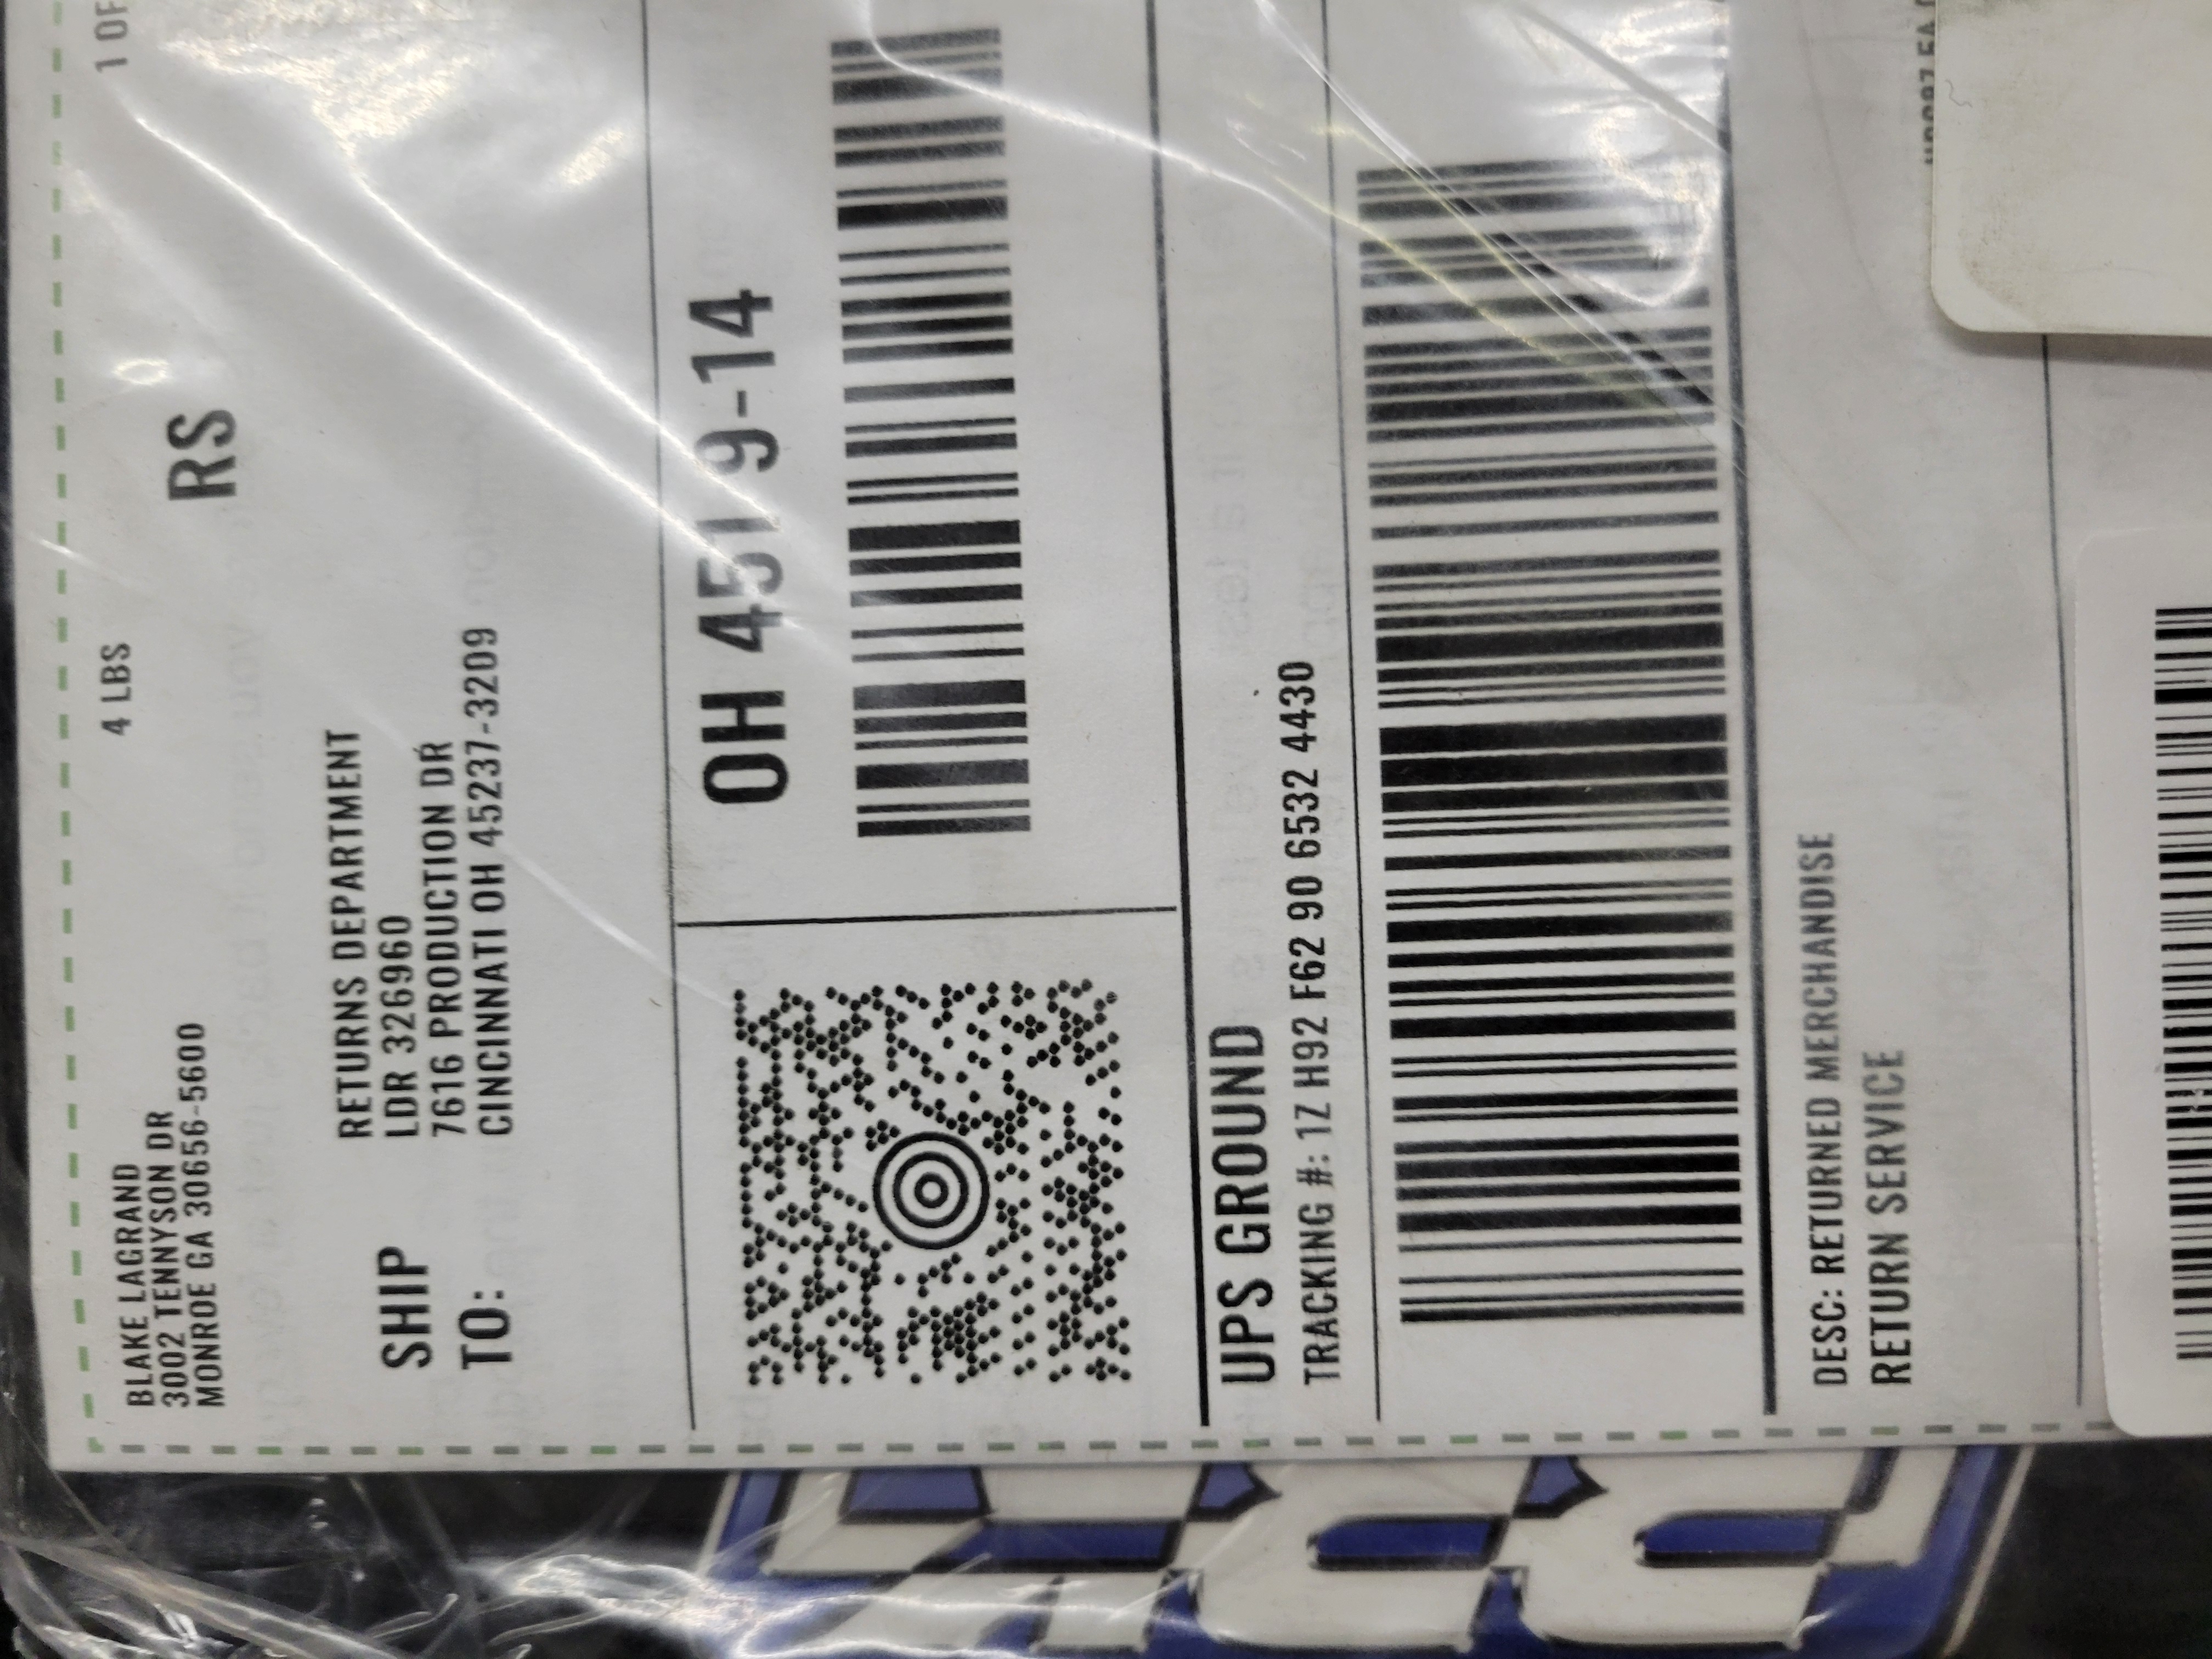 BLAKE LAGRAND
3002 TENNYSON DR
MONROE GA 30656-5600
4 LBS
1 OF
RS
SHIP
TO:
RETURNS DEPARTMENT
LDR 326960
7616 PRODUCTION DR
CINCINNATI OH 45237-3209
OH 451 9-14
UPS GROUND
TRACKING #: 1Z H92 F62 90 6532 4430
DESC: RETURNED MERCHANDISE
RETURN SERVICE